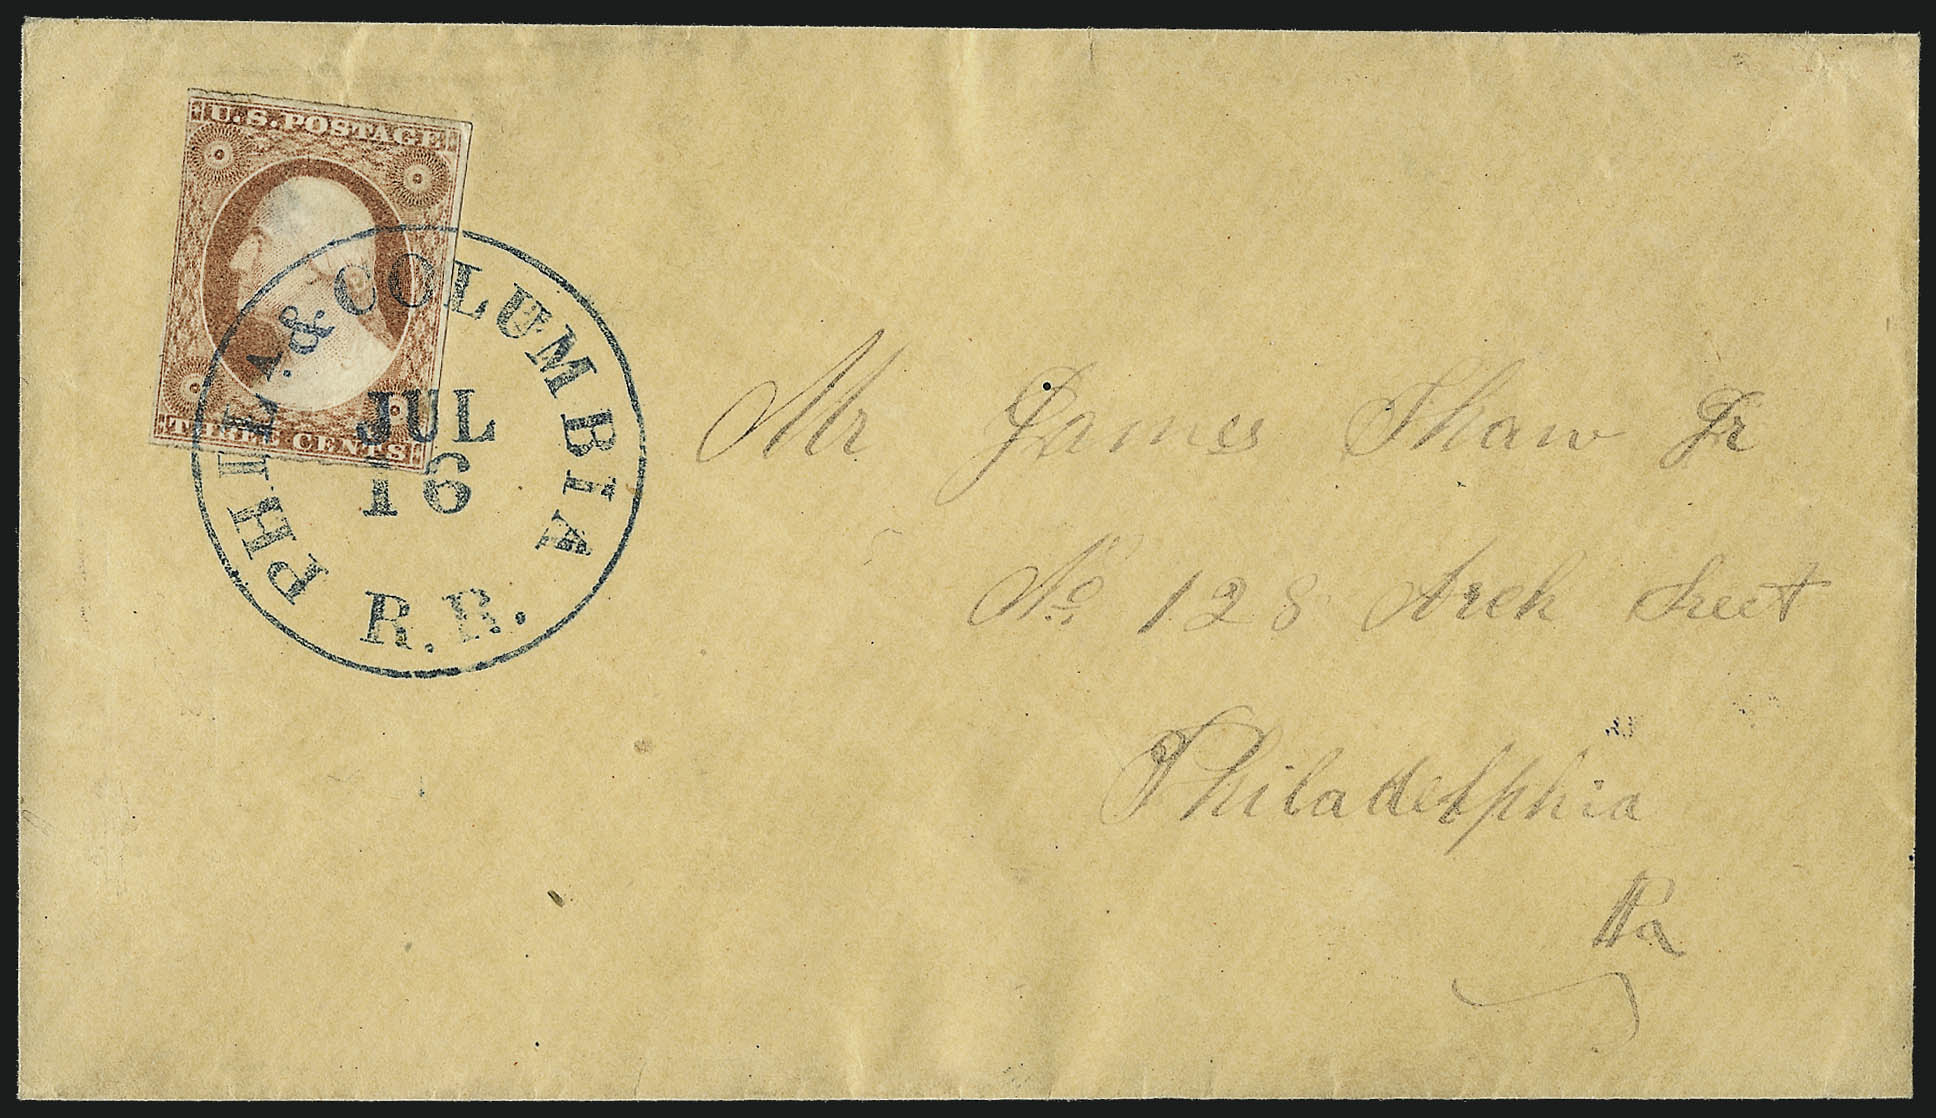 U.S. POSTAGE
THREE CENTS
PHILA. & COLUMBIA
JUL
16
R. R.
Mr James Shaw Jr
No 128 Arch Street
Philadelphia
Pa